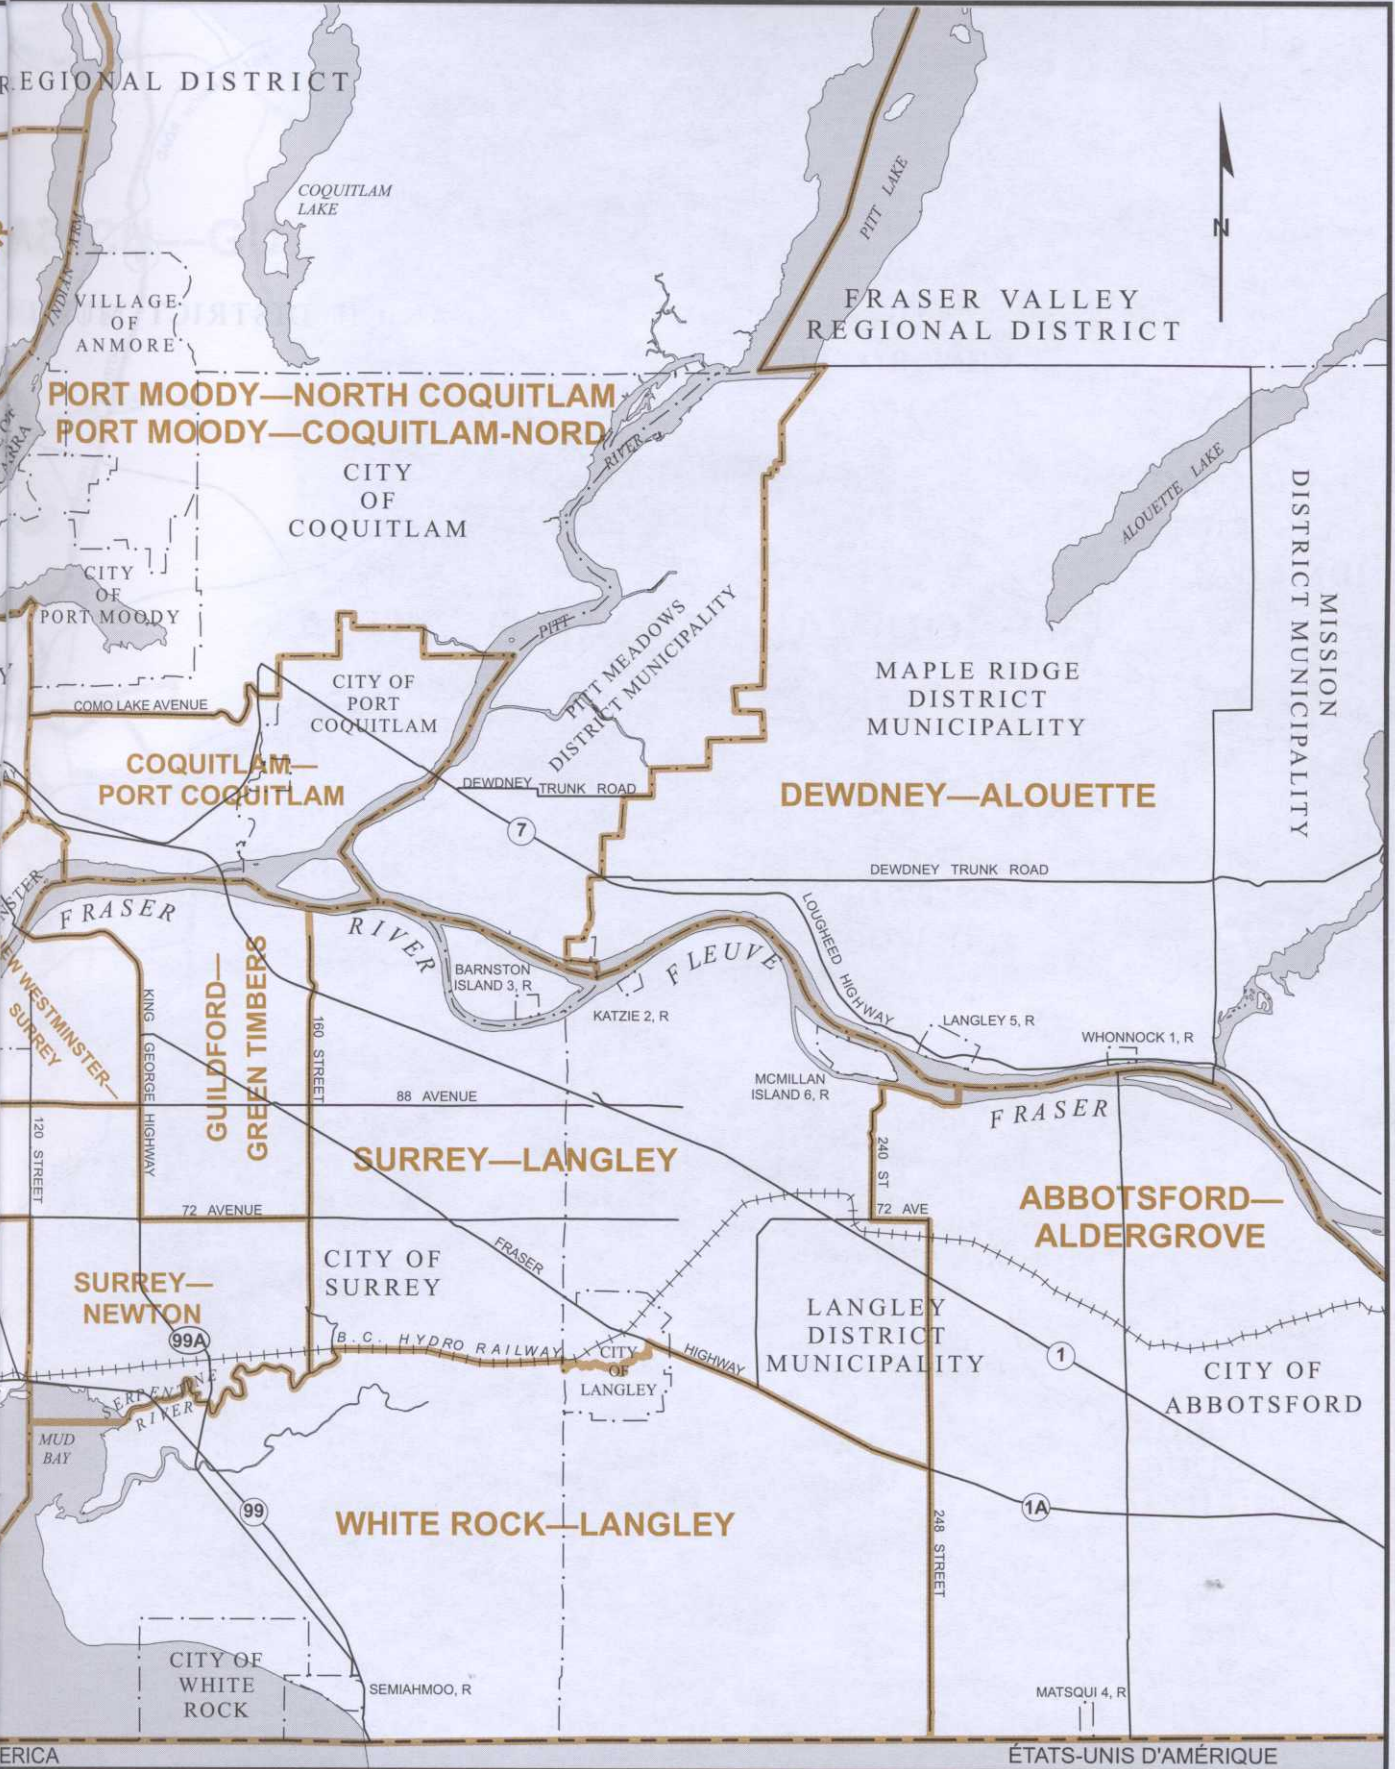 REGIONAL DISTRICT
COQUITLAM
LAKE
PITT LAKE
N
INDIAN ARM
VILLAGE
OF
ANMORE
FRASER VALLEY
REGIONAL DISTRICT
PORT MOODY—NORTH COQUITLAM
PORT MOODY—COQUITLAM-NORD
RIVER
CITY
OF
COQUITLAM
ALOUETTE LAKE
MISSION
DISTRICT MUNICIPALITY
CITY
OF
PORT MOODY
PITT
PITT MEADOWS
DISTRICT MUNICIPALITY
MAPLE RIDGE
DISTRICT
MUNICIPALITY
CITY OF
PORT
COQUITLAM
COMO LAKE AVENUE
COQUITLAM—
PORT COQUITLAM
DEWDNEY TRUNK ROAD
DEWDNEY—ALOUETTE
7
DEWDNEY TRUNK ROAD
FRASER
RIVER
FLEUVE
LOUGHEED HIGHWAY
BARNSTON
ISLAND 3, R
KATZIE 2, R
LANGLEY 5, R
WHONNOCK 1, R
EW WESTMINSTER—
SURREY
KING GEORGE HIGHWAY
GUILDFORD—
GREEN TIMBERS
160 STREET
MCMILLAN
ISLAND 6, R
88 AVENUE
FRASER
120 STREET
240 ST
SURREY—LANGLEY
72 AVENUE
72 AVE
ABBOTSFORD—
ALDERGROVE
CITY OF
SURREY
FRASER
SURREY—
NEWTON
99A
B.C. HYDRO RAILWAY
CITY
OF
LANGLEY
HIGHWAY
LANGLEY
DISTRICT
MUNICIPALITY
1
CITY OF
ABBOTSFORD
SERPENTINE
RIVER
MUD
BAY
99
WHITE ROCK—LANGLEY
1A
248 STREET
CITY OF
WHITE
ROCK
SEMIAHMOO, R
MATSQUI 4, R
ERICA
ÉTATS-UNIS D'AMÉRIQUE